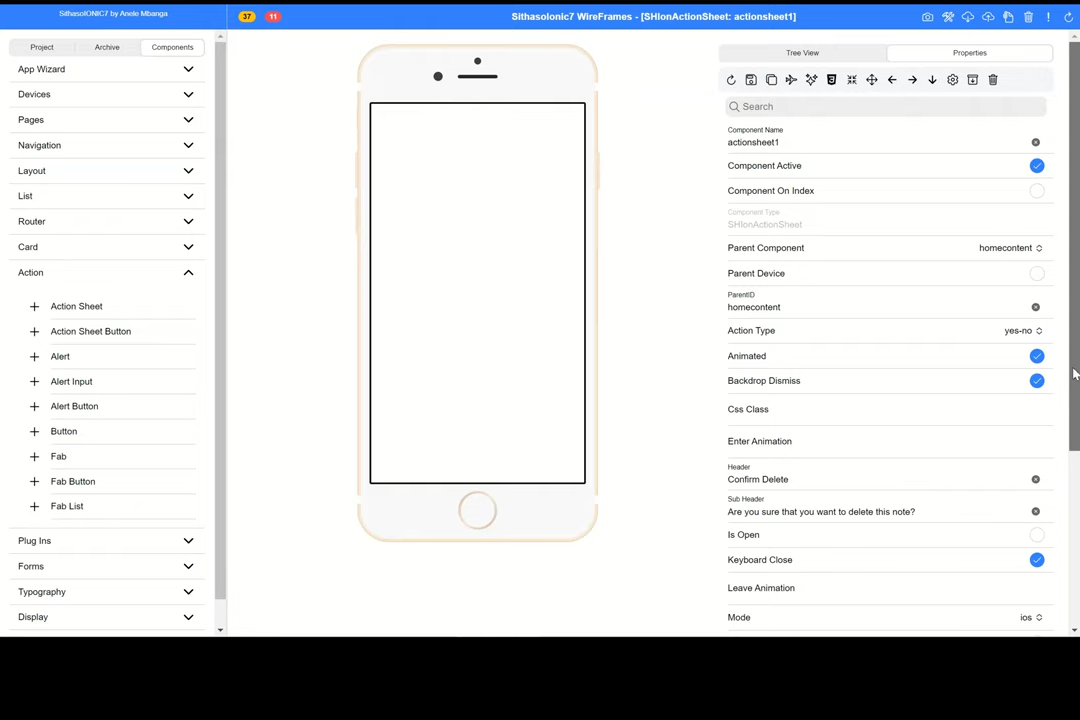 SithasoIONIC7 by Anele Mbanga
37
11
SithasoIonic7 WireFrames - [SHIonActionSheet: actionsheet1]
Project
Archive
Components
App Wizard
Devices
Pages
Navigation
Layout
List
Router
Card
Action
Action Sheet
Action Sheet Button
Alert
Alert Input
Alert Button
Button
Fab
Fab Button
Fab List
Plug Ins
Forms
Typography
Display
Tree View
Properties
Search
Component Name
actionsheet1
Component Active
Component On Index
Component Type
SHIonActionSheet
Parent Component homecontent
Parent Device
ParentID
homecontent
Action Type yes-no
Animated
Backdrop Dismiss
Css Class
Enter Animation
Header
Confirm Delete
Sub Header
Are you sure that you want to delete this note?
Is Open
Keyboard Close
Leave Animation
Mode ios